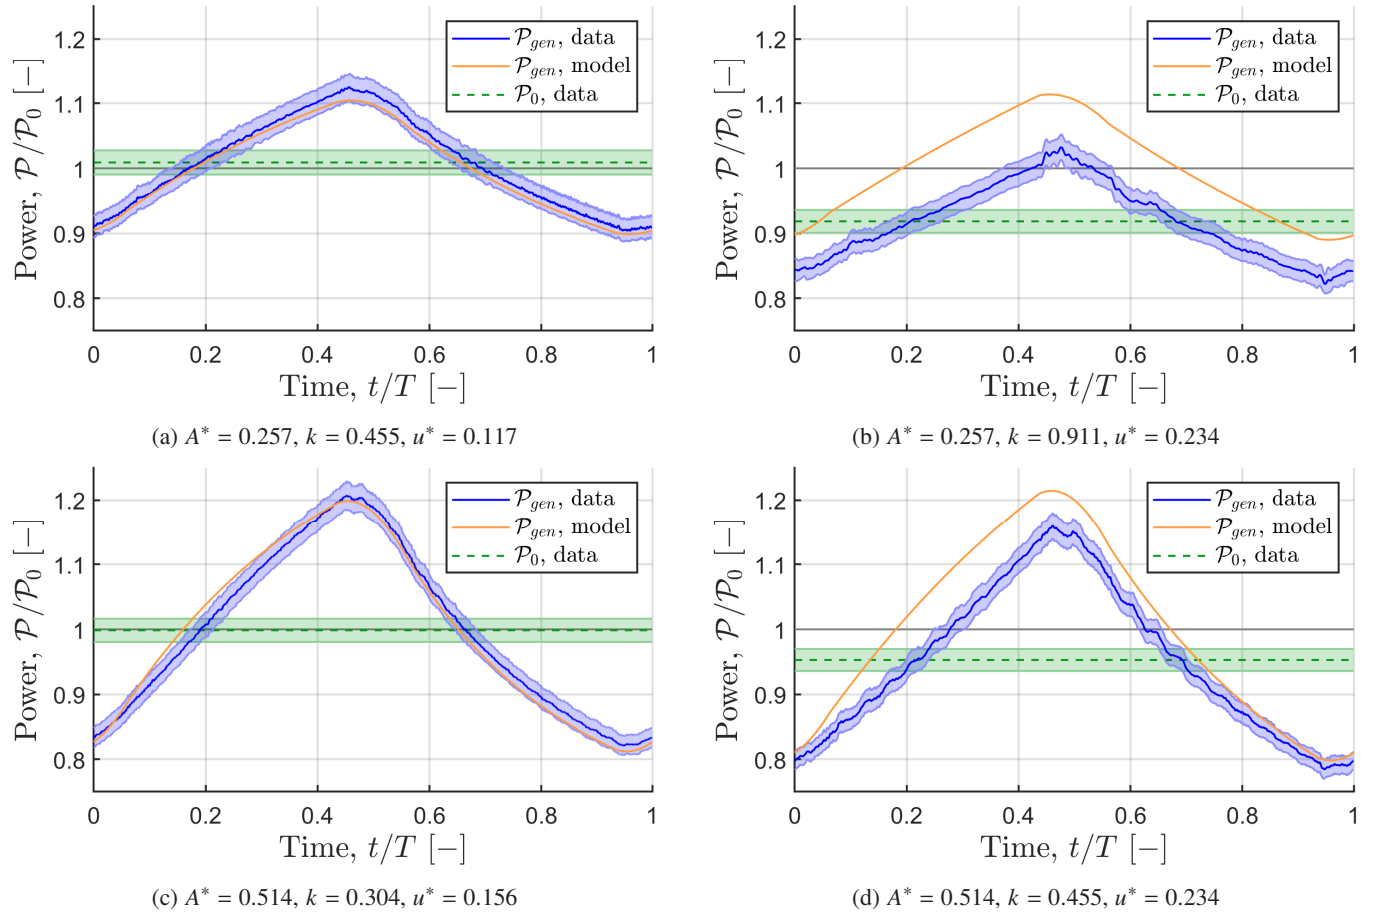 Power, 𝒫/𝒫₀ [−]
1.2
1.1
1
0.9
0.8
𝒫gen, data
𝒫gen, model
𝒫₀, data
0
0.2
0.4
0.6
0.8
1
Time, t/T [−]
(a) A* = 0.257, k = 0.455, u* = 0.117
Power, 𝒫/𝒫₀ [−]
1.2
1.1
1
0.9
0.8
𝒫gen, data
𝒫gen, model
𝒫₀, data
0
0.2
0.4
0.6
0.8
1
Time, t/T [−]
(b) A* = 0.257, k = 0.911, u* = 0.234
Power, 𝒫/𝒫₀ [−]
1.2
1.1
1
0.9
0.8
𝒫gen, data
𝒫gen, model
𝒫₀, data
0
0.2
0.4
0.6
0.8
1
Time, t/T [−]
(c) A* = 0.514, k = 0.304, u* = 0.156
Power, 𝒫/𝒫₀ [−]
1.2
1.1
1
0.9
0.8
𝒫gen, data
𝒫gen, model
𝒫₀, data
0
0.2
0.4
0.6
0.8
1
Time, t/T [−]
(d) A* = 0.514, k = 0.455, u* = 0.234